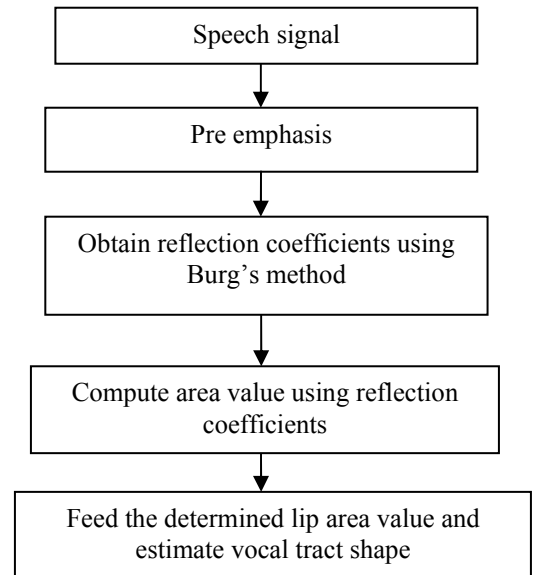 Speech signal
Pre emphasis
Obtain reflection coefficients using
Burg’s method
Compute area value using reflection
coefficients
Feed the determined lip area value and
estimate vocal tract shape